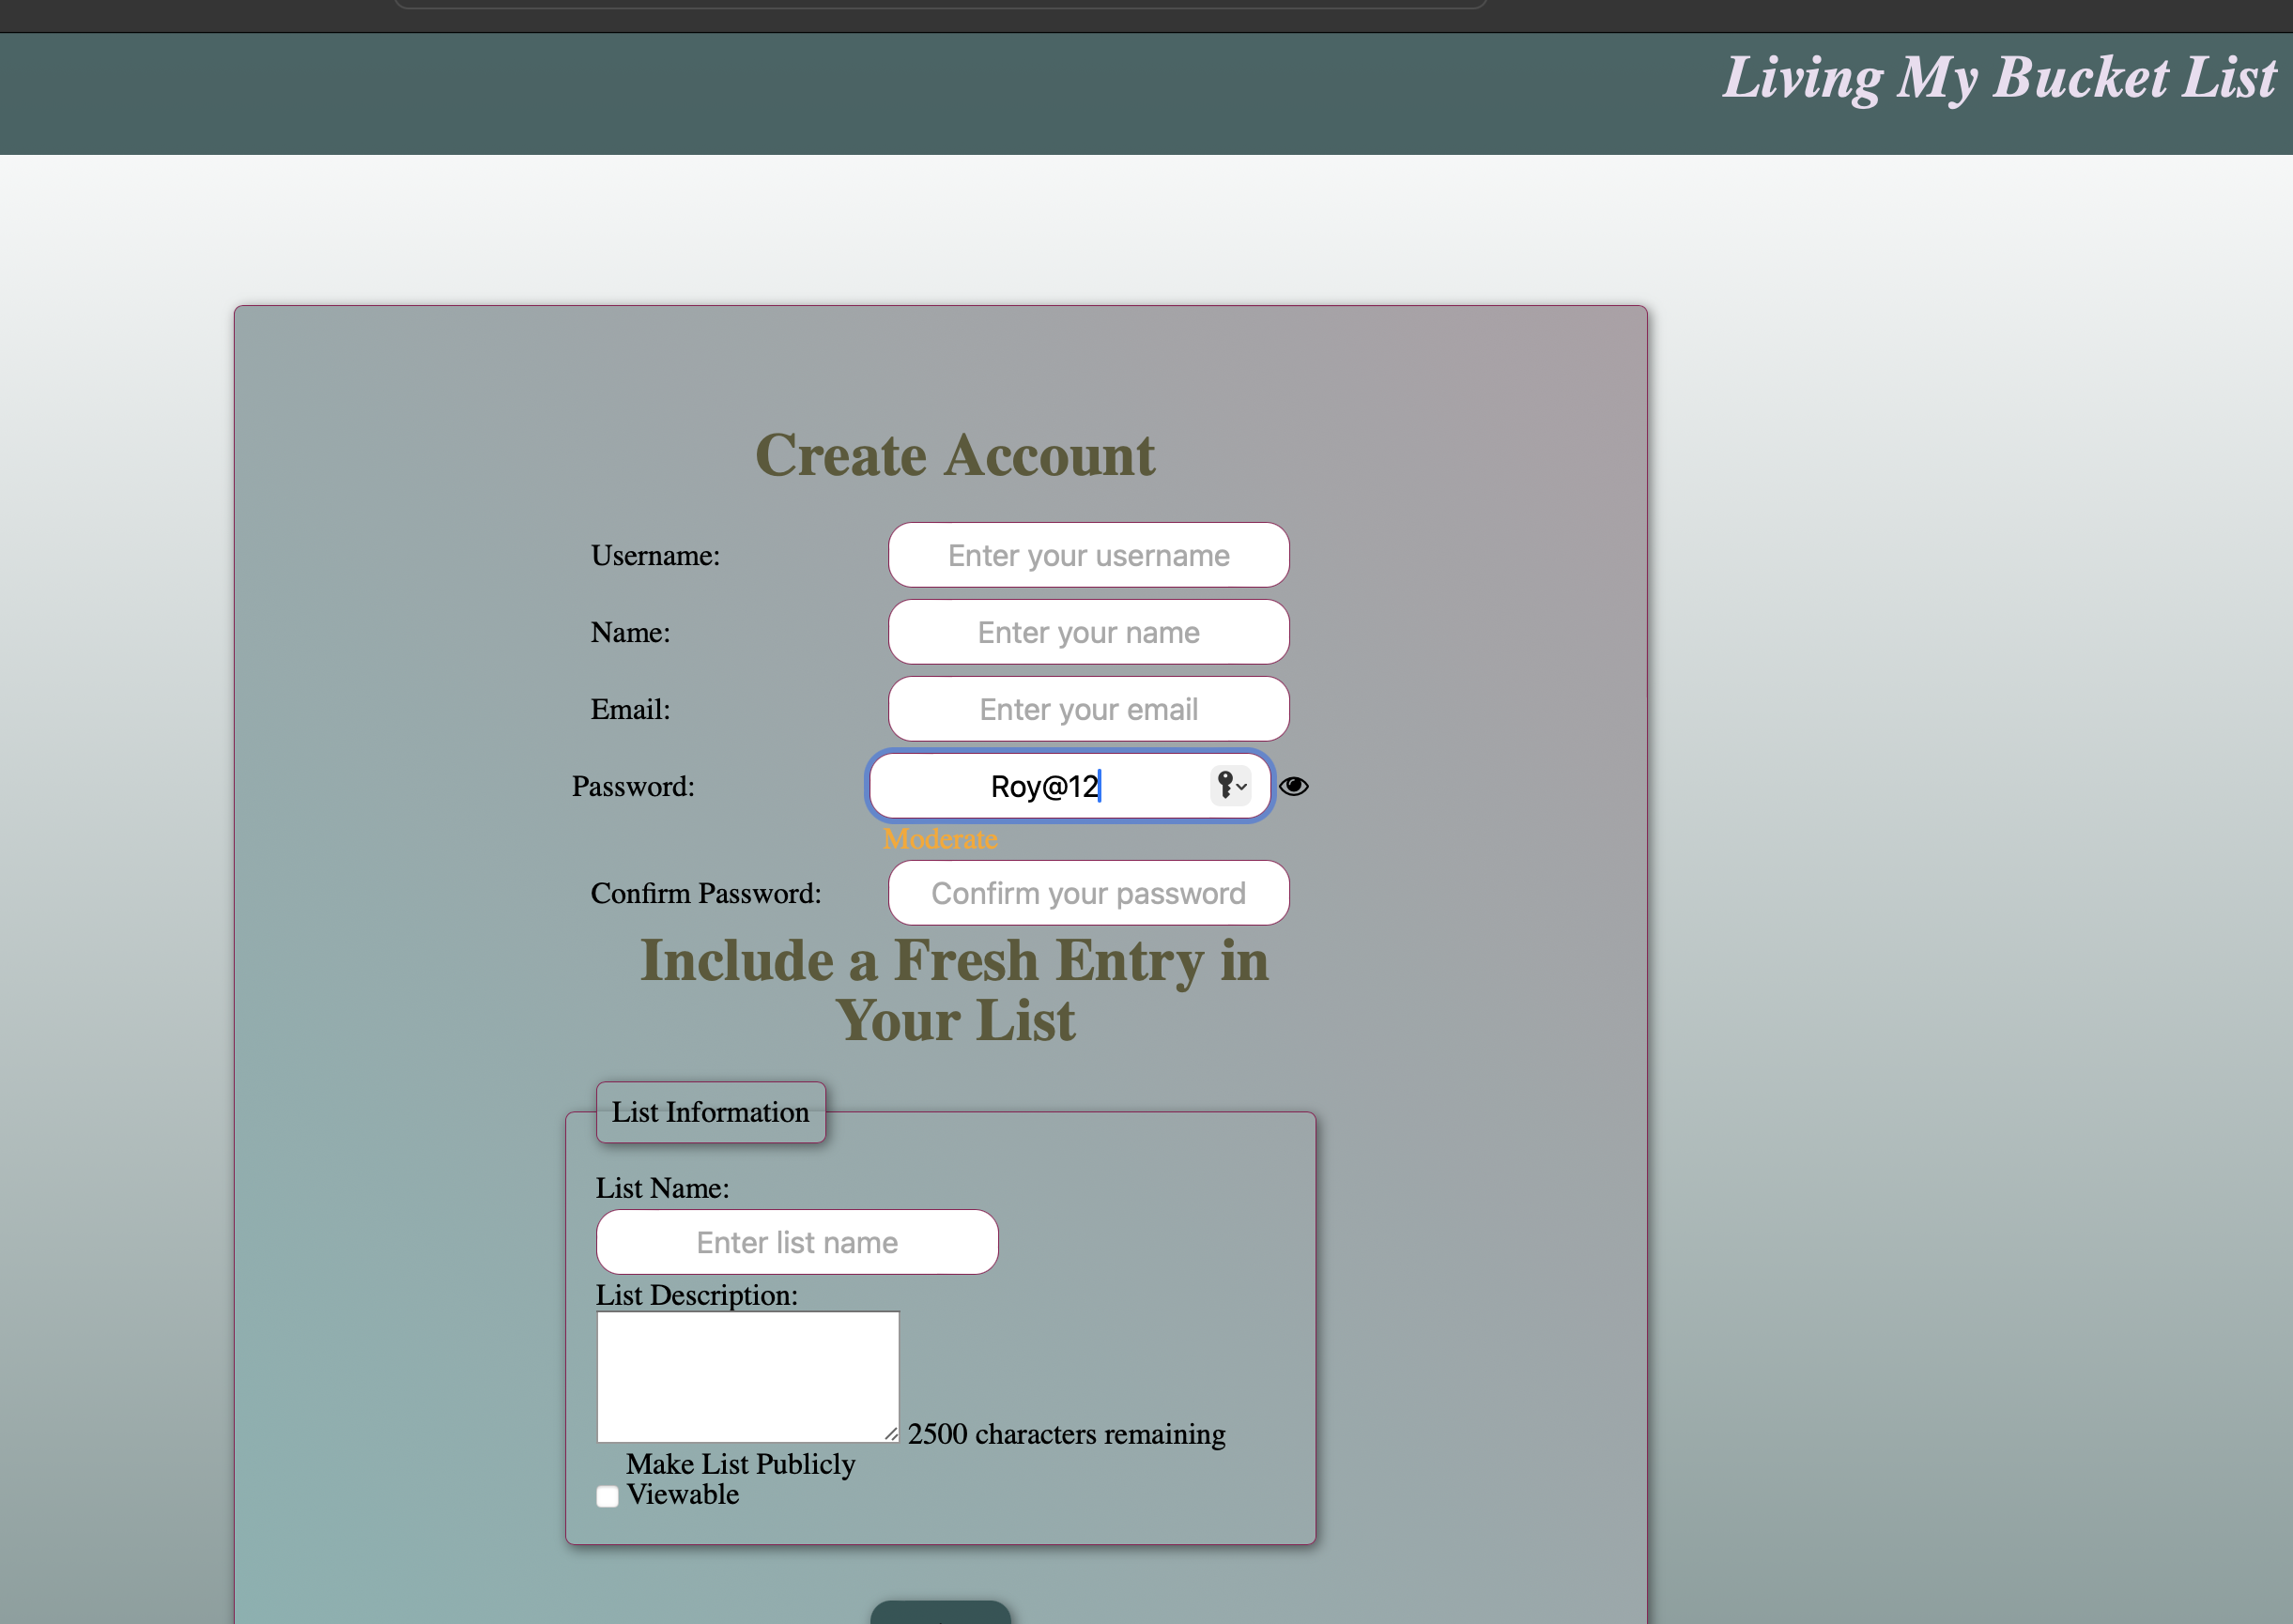 Living My Bucket List
Create Account
Username:
Enter your username
Name:
Enter your name
Email:
Enter your email
Password:
Roy@12
Moderate
Confirm Password:
Confirm your password
Include a Fresh Entry in
Your List
List Information
List Name:
Enter list name
List Description:
2500 characters remaining
Make List Publicly
Viewable